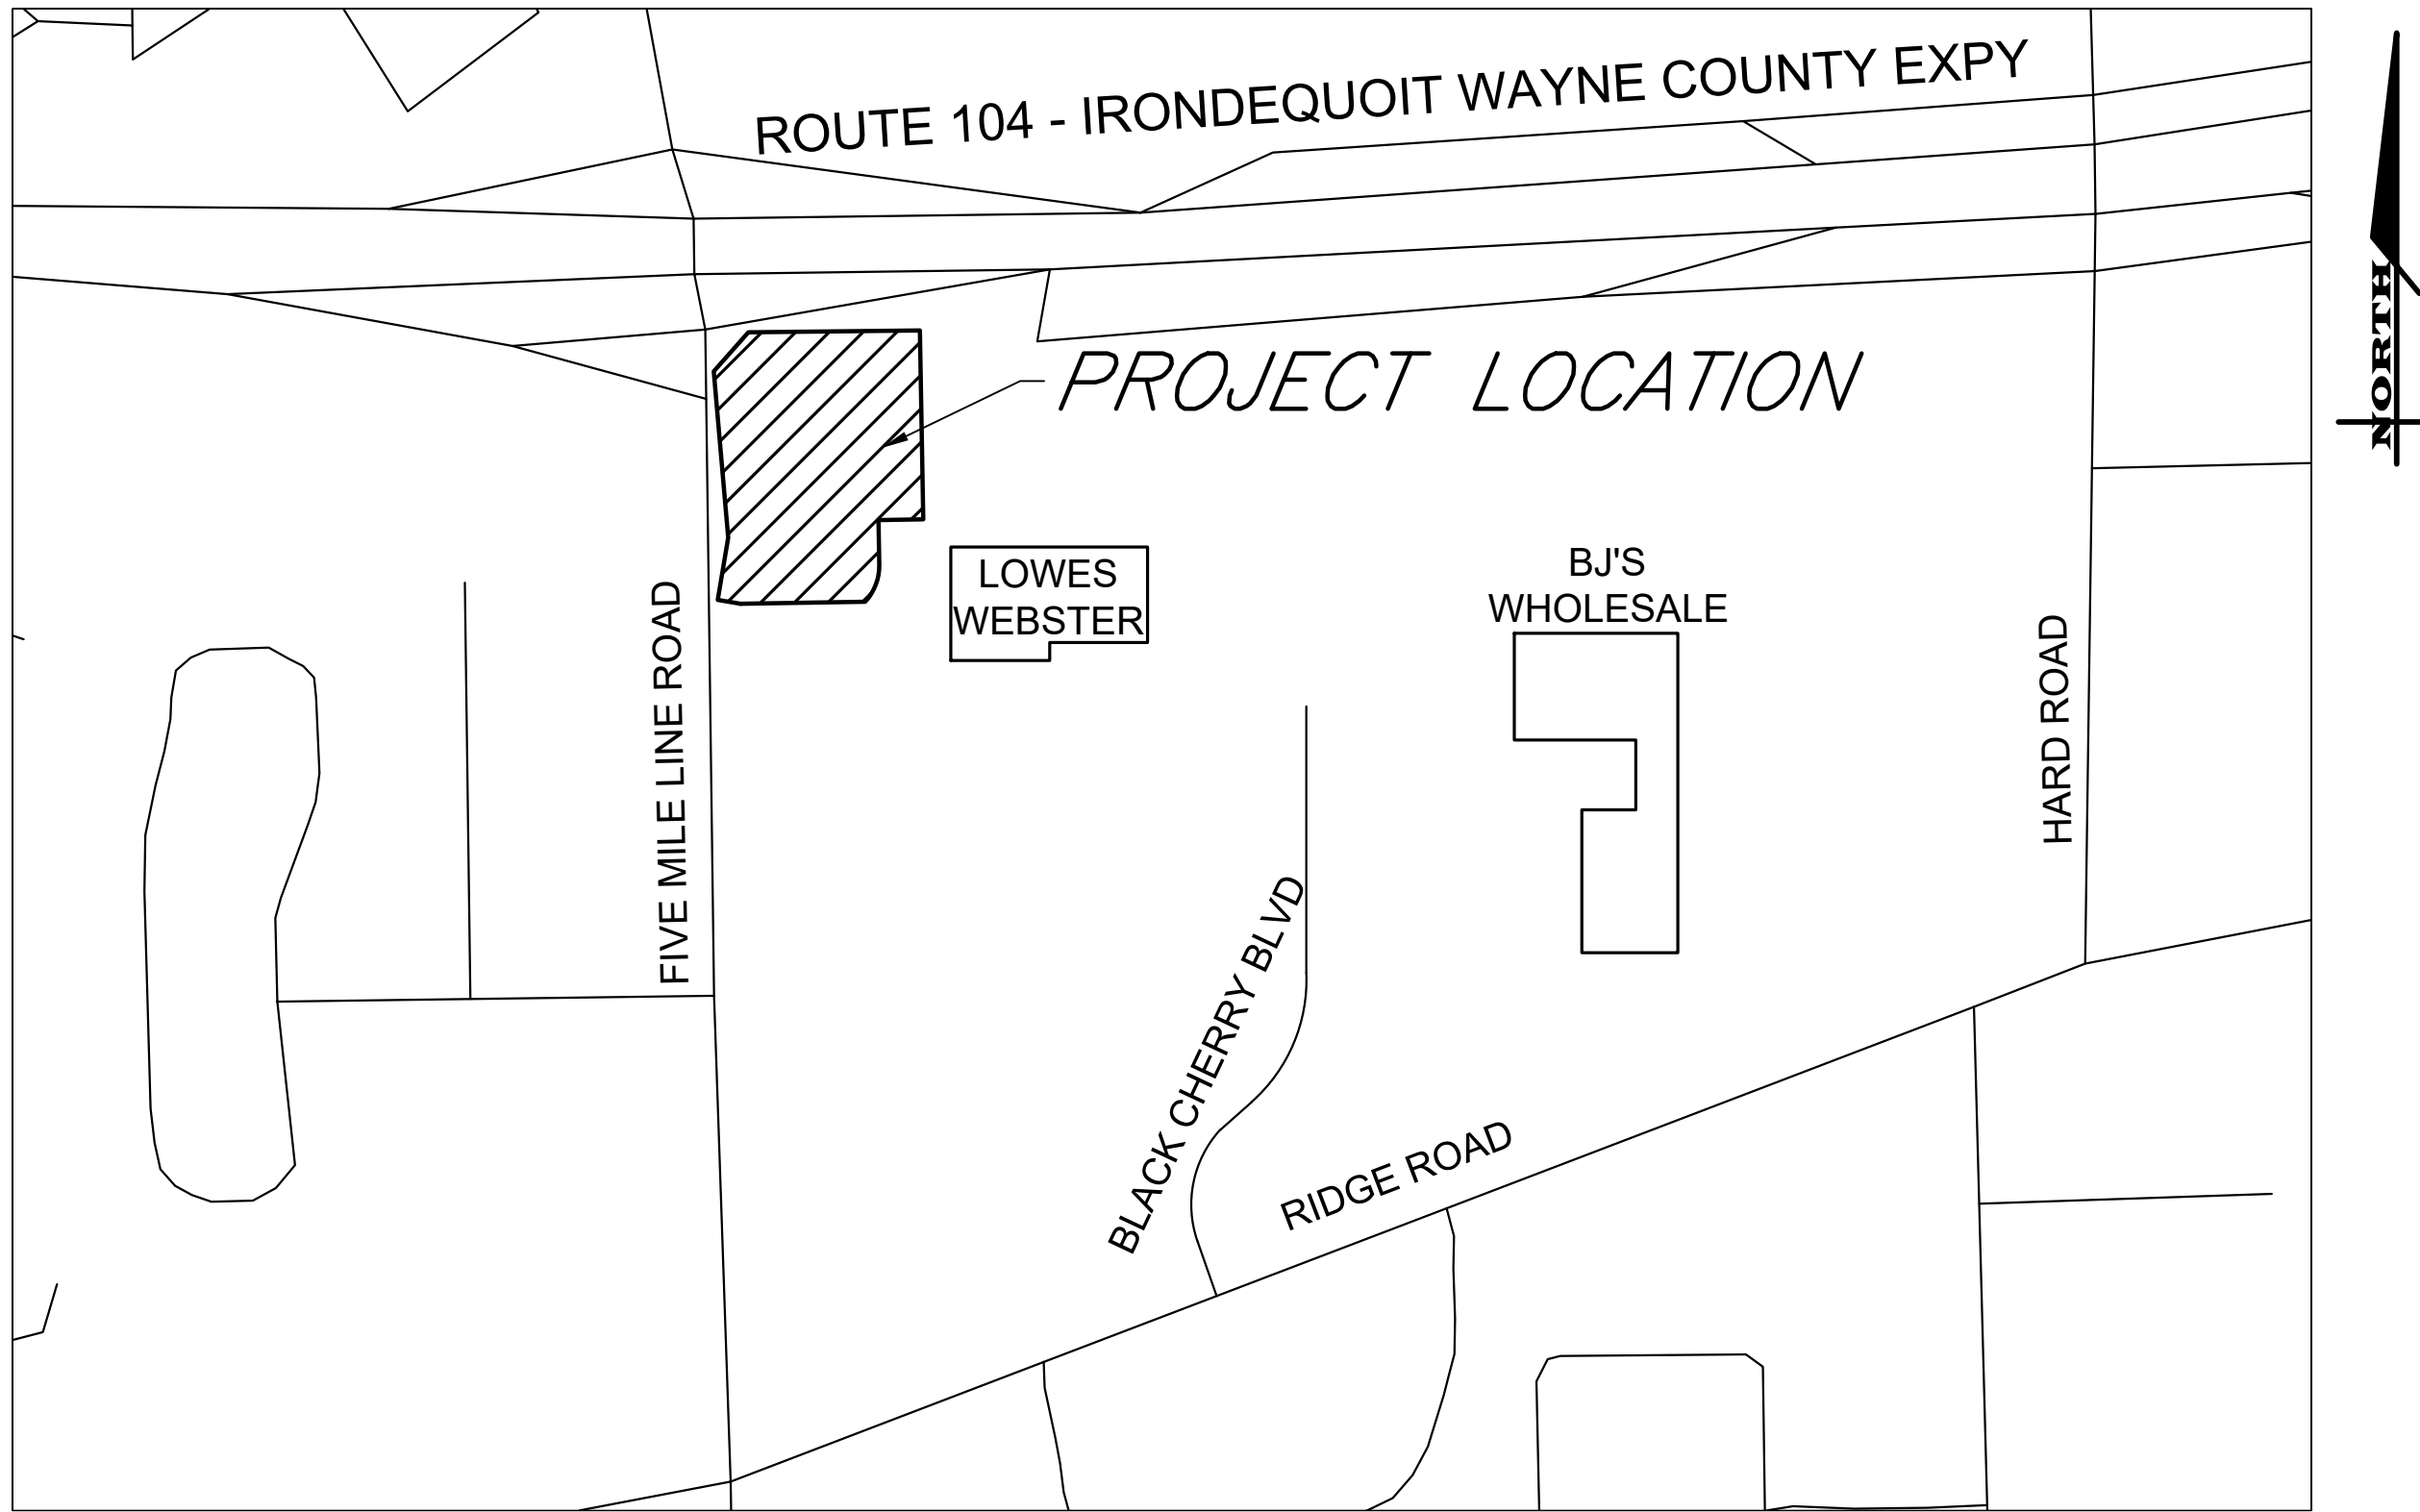 ROUTE 104 - IRONDEQUOIT WAYNE COUNTY EXPY
NORTH
PROJECT LOCATION
LOWES
WEBSTER
BJ'S
WHOLESALE
FIVE MILE LINE ROAD
HARD ROAD
BLACK CHERRY BLVD
RIDGE ROAD